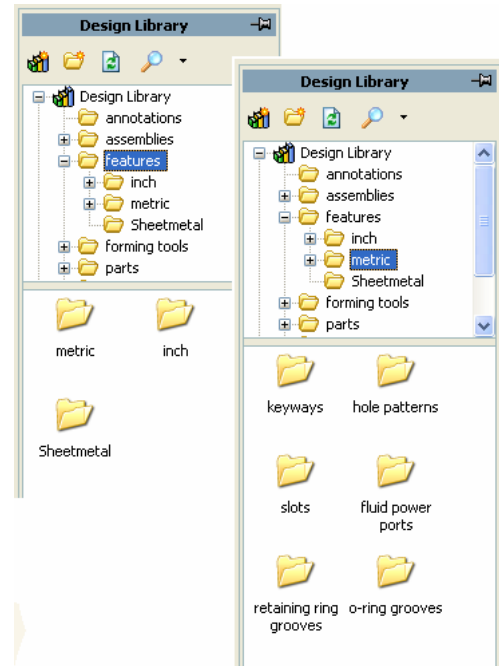 Design Library
Design Library
annotations
assemblies
features
inch
metric
Sheetmetal
forming tools
parts
metric inch
Sheetmetal
Design Library
Design Library
annotations
assemblies
features
inch
metric
Sheetmetal
forming tools
parts
keyways hole patterns
slots fluid power
ports
retaining ring o-ring grooves
grooves